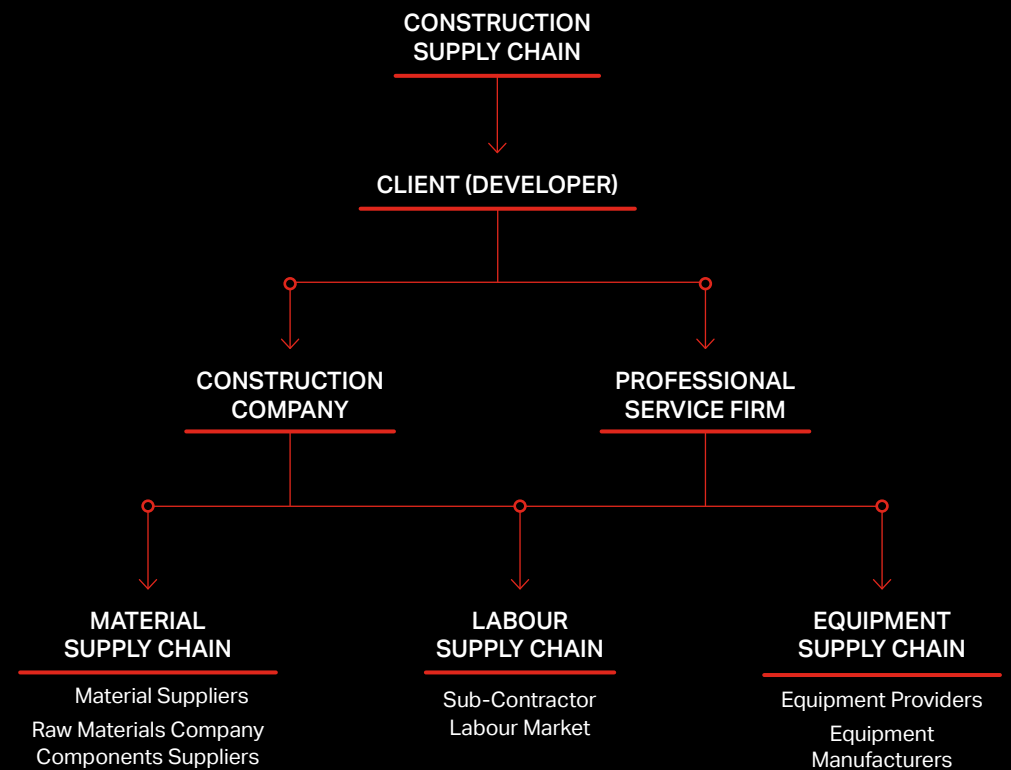 CONSTRUCTION
SUPPLY CHAIN
CLIENT (DEVELOPER)
CONSTRUCTION
COMPANY
PROFESSIONAL
SERVICE FIRM
MATERIAL
SUPPLY CHAIN
Material Suppliers
Raw Materials Company
Components Suppliers
LABOUR
SUPPLY CHAIN
Sub-Contractor
Labour Market
EQUIPMENT
SUPPLY CHAIN
Equipment Providers
Equipment
Manufacturers